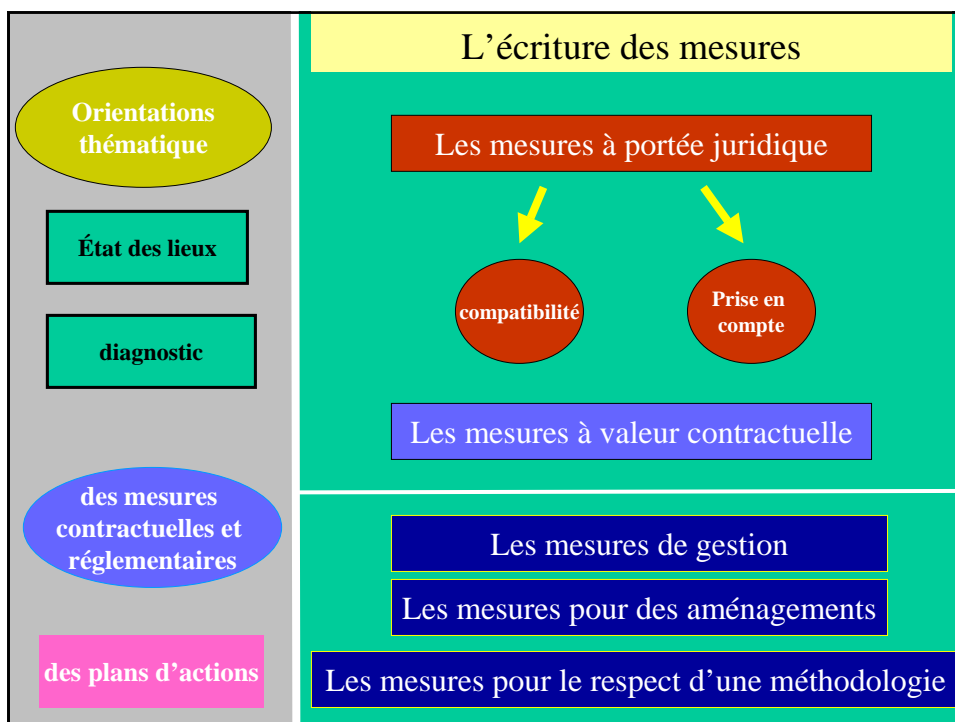 Orientations
thématique
État des lieux
diagnostic
des mesures
contractuelles et
réglementaires
des plans d’actions
L’écriture des mesures
Les mesures à portée juridique
compatibilité
Prise en
compte
Les mesures à valeur contractuelle
Les mesures de gestion
Les mesures pour des aménagements
Les mesures pour le respect d’une méthodologie